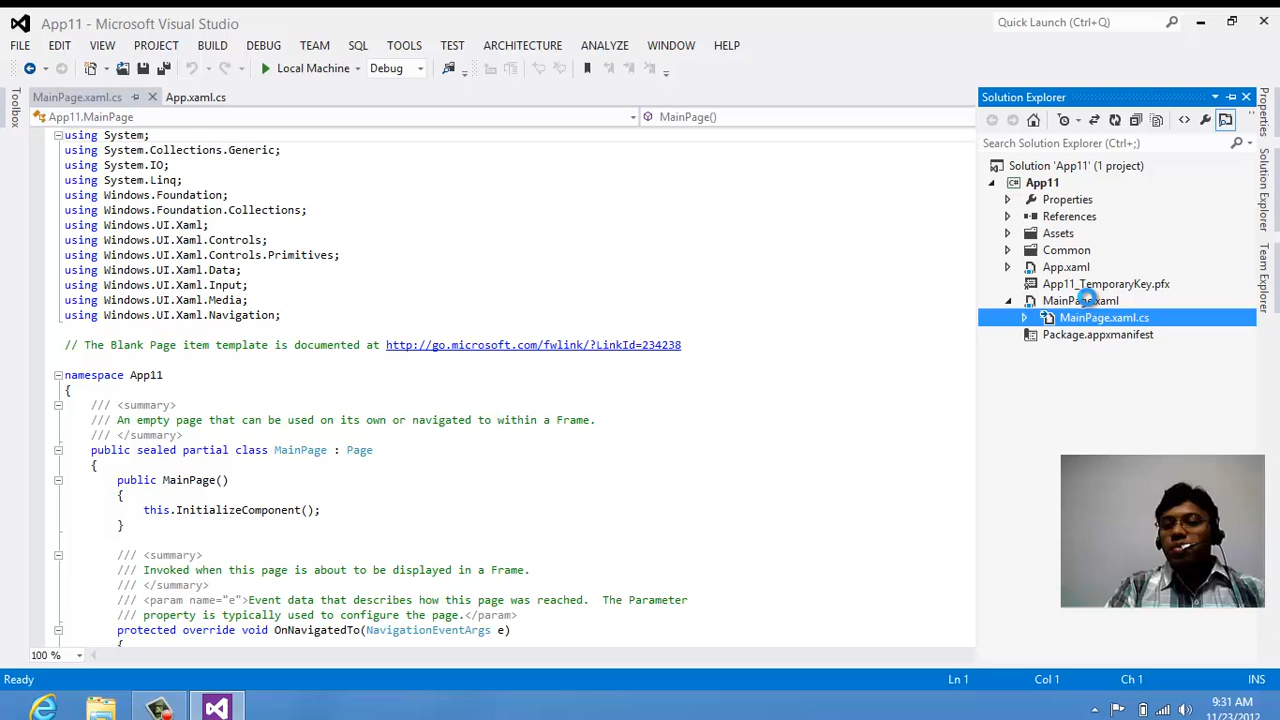 App11 - Microsoft Visual Studio
Quick Launch (Ctrl+Q)
FILE EDIT VIEW PROJECT BUILD DEBUG TEAM SQL TOOLS TEST ARCHITECTURE ANALYZE WINDOW HELP
Local Machine Debug
MainPage.xaml.cs App.xaml.cs
App11.MainPage MainPage()
Toolbox
using System;
using System.Collections.Generic;
using System.IO;
using System.Linq;
using Windows.Foundation;
using Windows.Foundation.Collections;
using Windows.UI.Xaml;
using Windows.UI.Xaml.Controls;
using Windows.UI.Xaml.Controls.Primitives;
using Windows.UI.Xaml.Data;
using Windows.UI.Xaml.Input;
using Windows.UI.Xaml.Media;
using Windows.UI.Xaml.Navigation;
// The Blank Page item template is documented at http://go.microsoft.com/fwlink/?LinkId=234238
namespace App11
{
/// <summary>
/// An empty page that can be used on its own or navigated to within a Frame.
/// </summary>
public sealed partial class MainPage : Page
{
public MainPage()
{
this.InitializeComponent();
}
/// <summary>
/// Invoked when this page is about to be displayed in a Frame.
/// </summary>
/// <param name="e">Event data that describes how this page was reached.  The Parameter
/// property is typically used to configure the page.</param>
protected override void OnNavigatedTo(NavigationEventArgs e)
{
100 %
Solution Explorer
Search Solution Explorer (Ctrl+;)
Solution 'App11' (1 project)
App11
Properties
References
Assets
Common
App.xaml
App11_TemporaryKey.pfx
MainPage.xaml
MainPage.xaml.cs
Package.appxmanifest
Properties
Solution Explorer
Team Explorer
Ready Ln 1 Col 1 Ch 1 INS
9:31 AM
11/23/2012